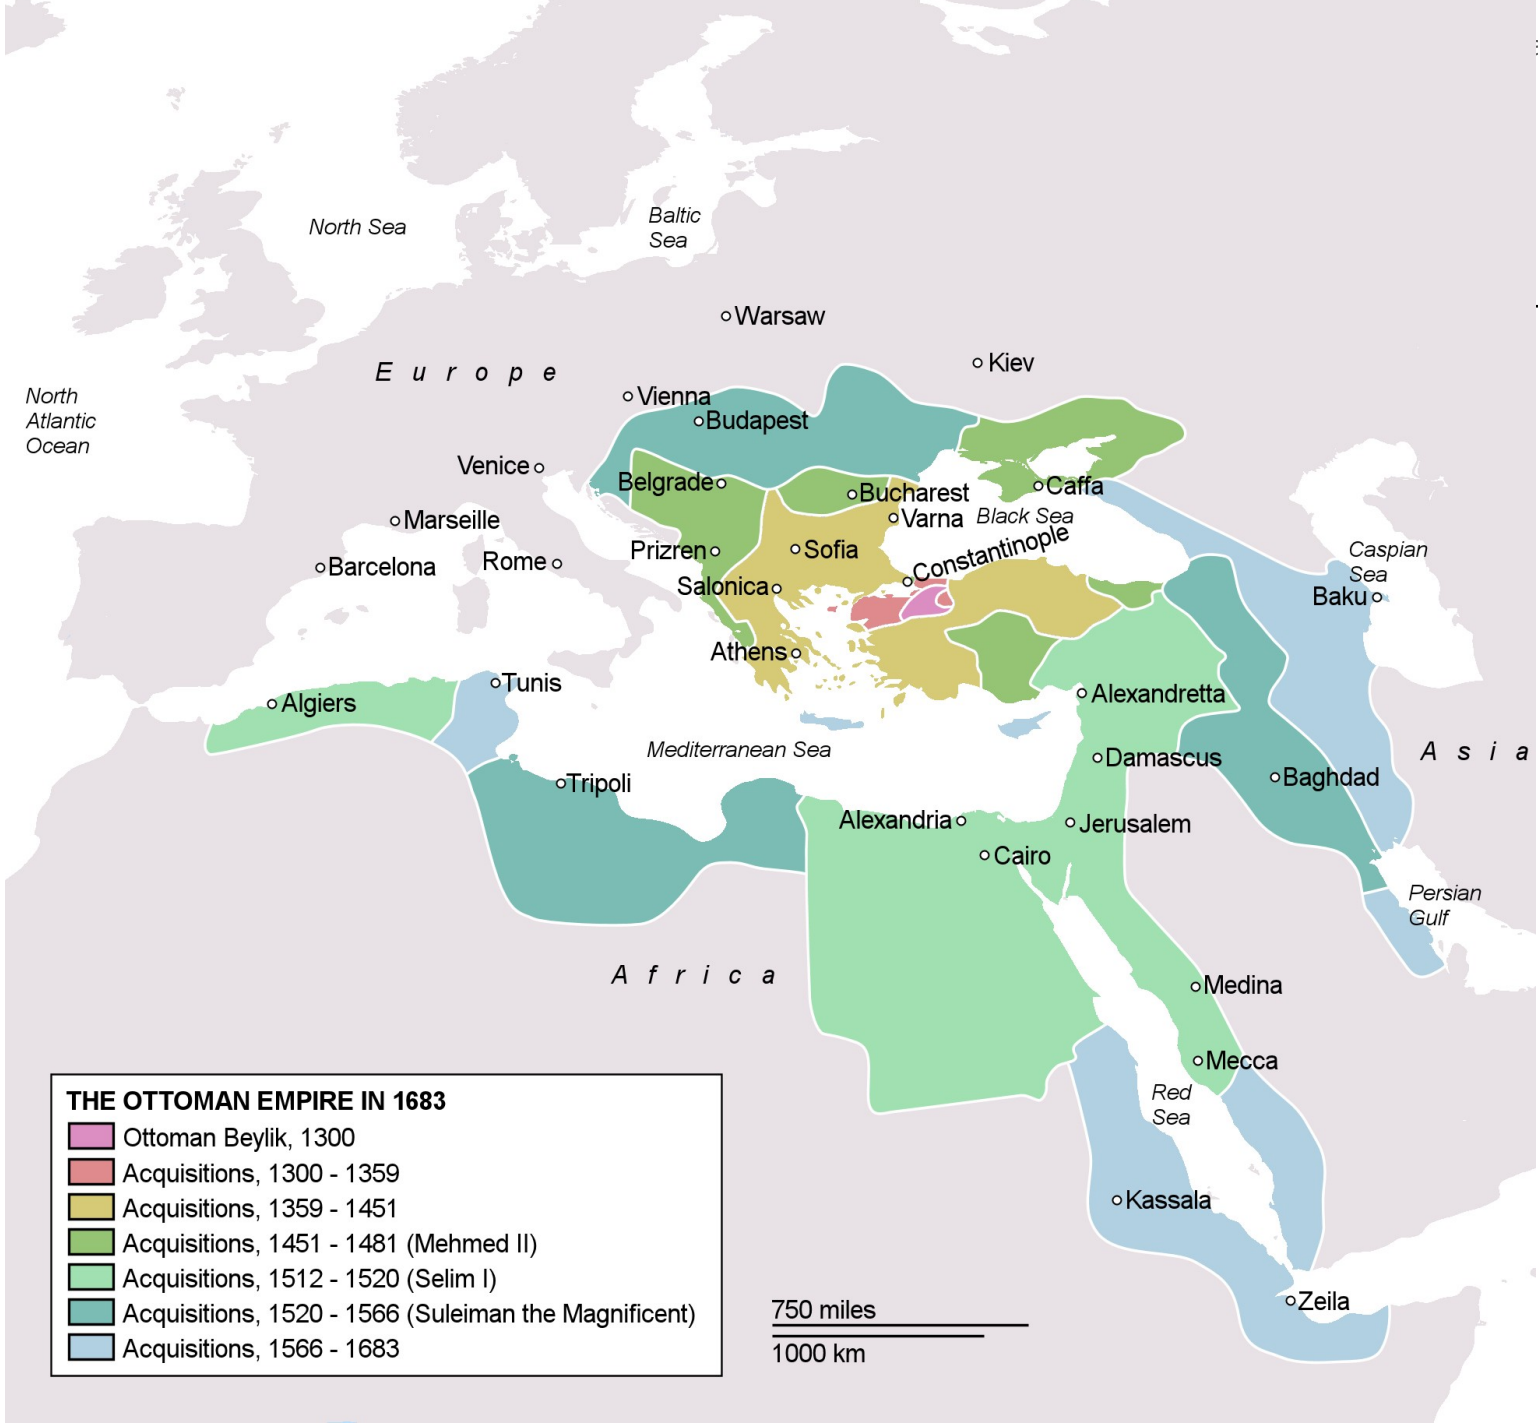 North Sea
Baltic
Sea
Warsaw
Kiev
Europe
North
Atlantic
Ocean
Vienna
Budapest
Venice
Belgrade
Bucharest
Caffa
Marseille
Varna
Black Sea
Prizren
Sofia
Constantinople
Caspian
Sea
Barcelona
Rome
Salonica
Baku
Athens
Tunis
Algiers
Alexandretta
Mediterranean Sea
Asia
Damascus
Tripoli
Baghdad
Alexandria
Jerusalem
Cairo
Persian
Gulf
Africa
Medina
Mecca
Red
Sea
Kassala
Zeila
THE OTTOMAN EMPIRE IN 1683
Ottoman Beylik, 1300
Acquisitions, 1300 - 1359
Acquisitions, 1359 - 1451
Acquisitions, 1451 - 1481 (Mehmed II)
Acquisitions, 1512 - 1520 (Selim I)
Acquisitions, 1520 - 1566 (Suleiman the Magnificent)
Acquisitions, 1566 - 1683
750 miles
1000 km